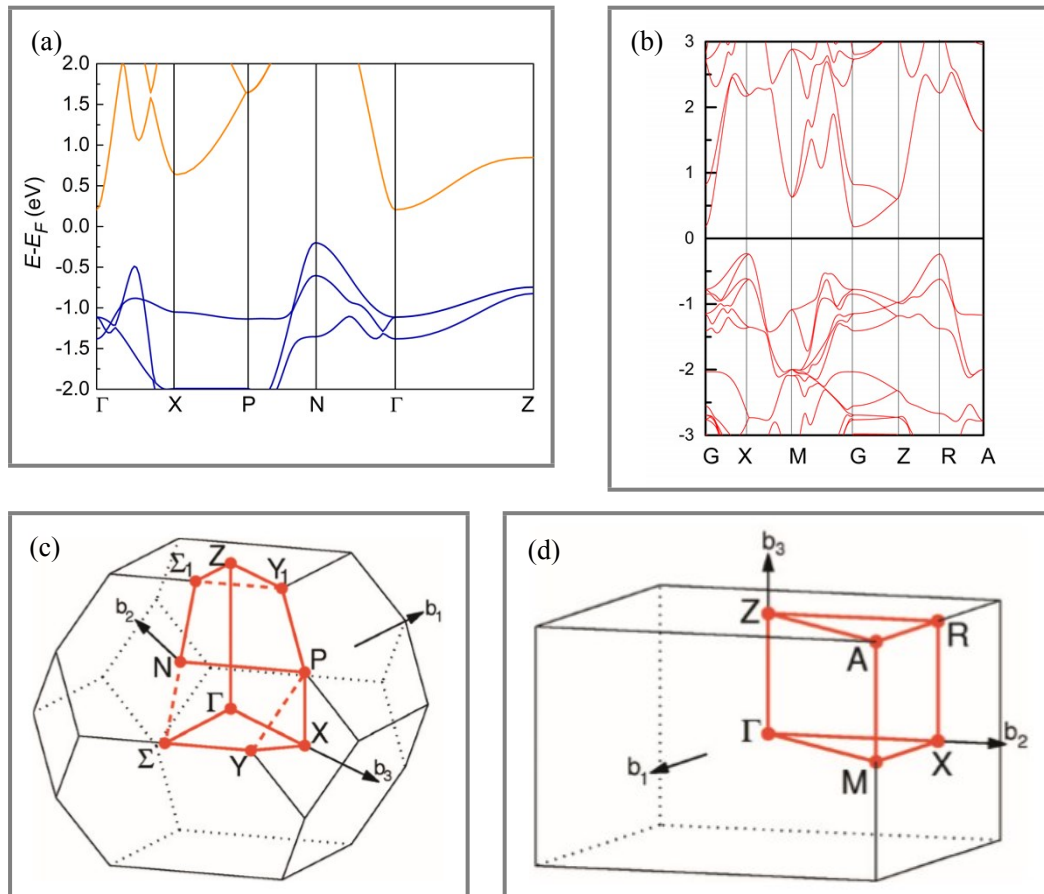 (a)
2.0
1.5
1.0
0.5
0.0
-0.5
-1.0
-1.5
-2.0
E-E_F (eV)
Γ X P N Γ Z
(b)
3
2
1
0
-1
-2
-3
G X M G Z R A
(c)
Z
Σ₁ Y₁
b₂ b₁
N P
Γ
Σ Y X
b₃
(d)
b₃
Z
R
A
Γ
X b₂
b₁ M